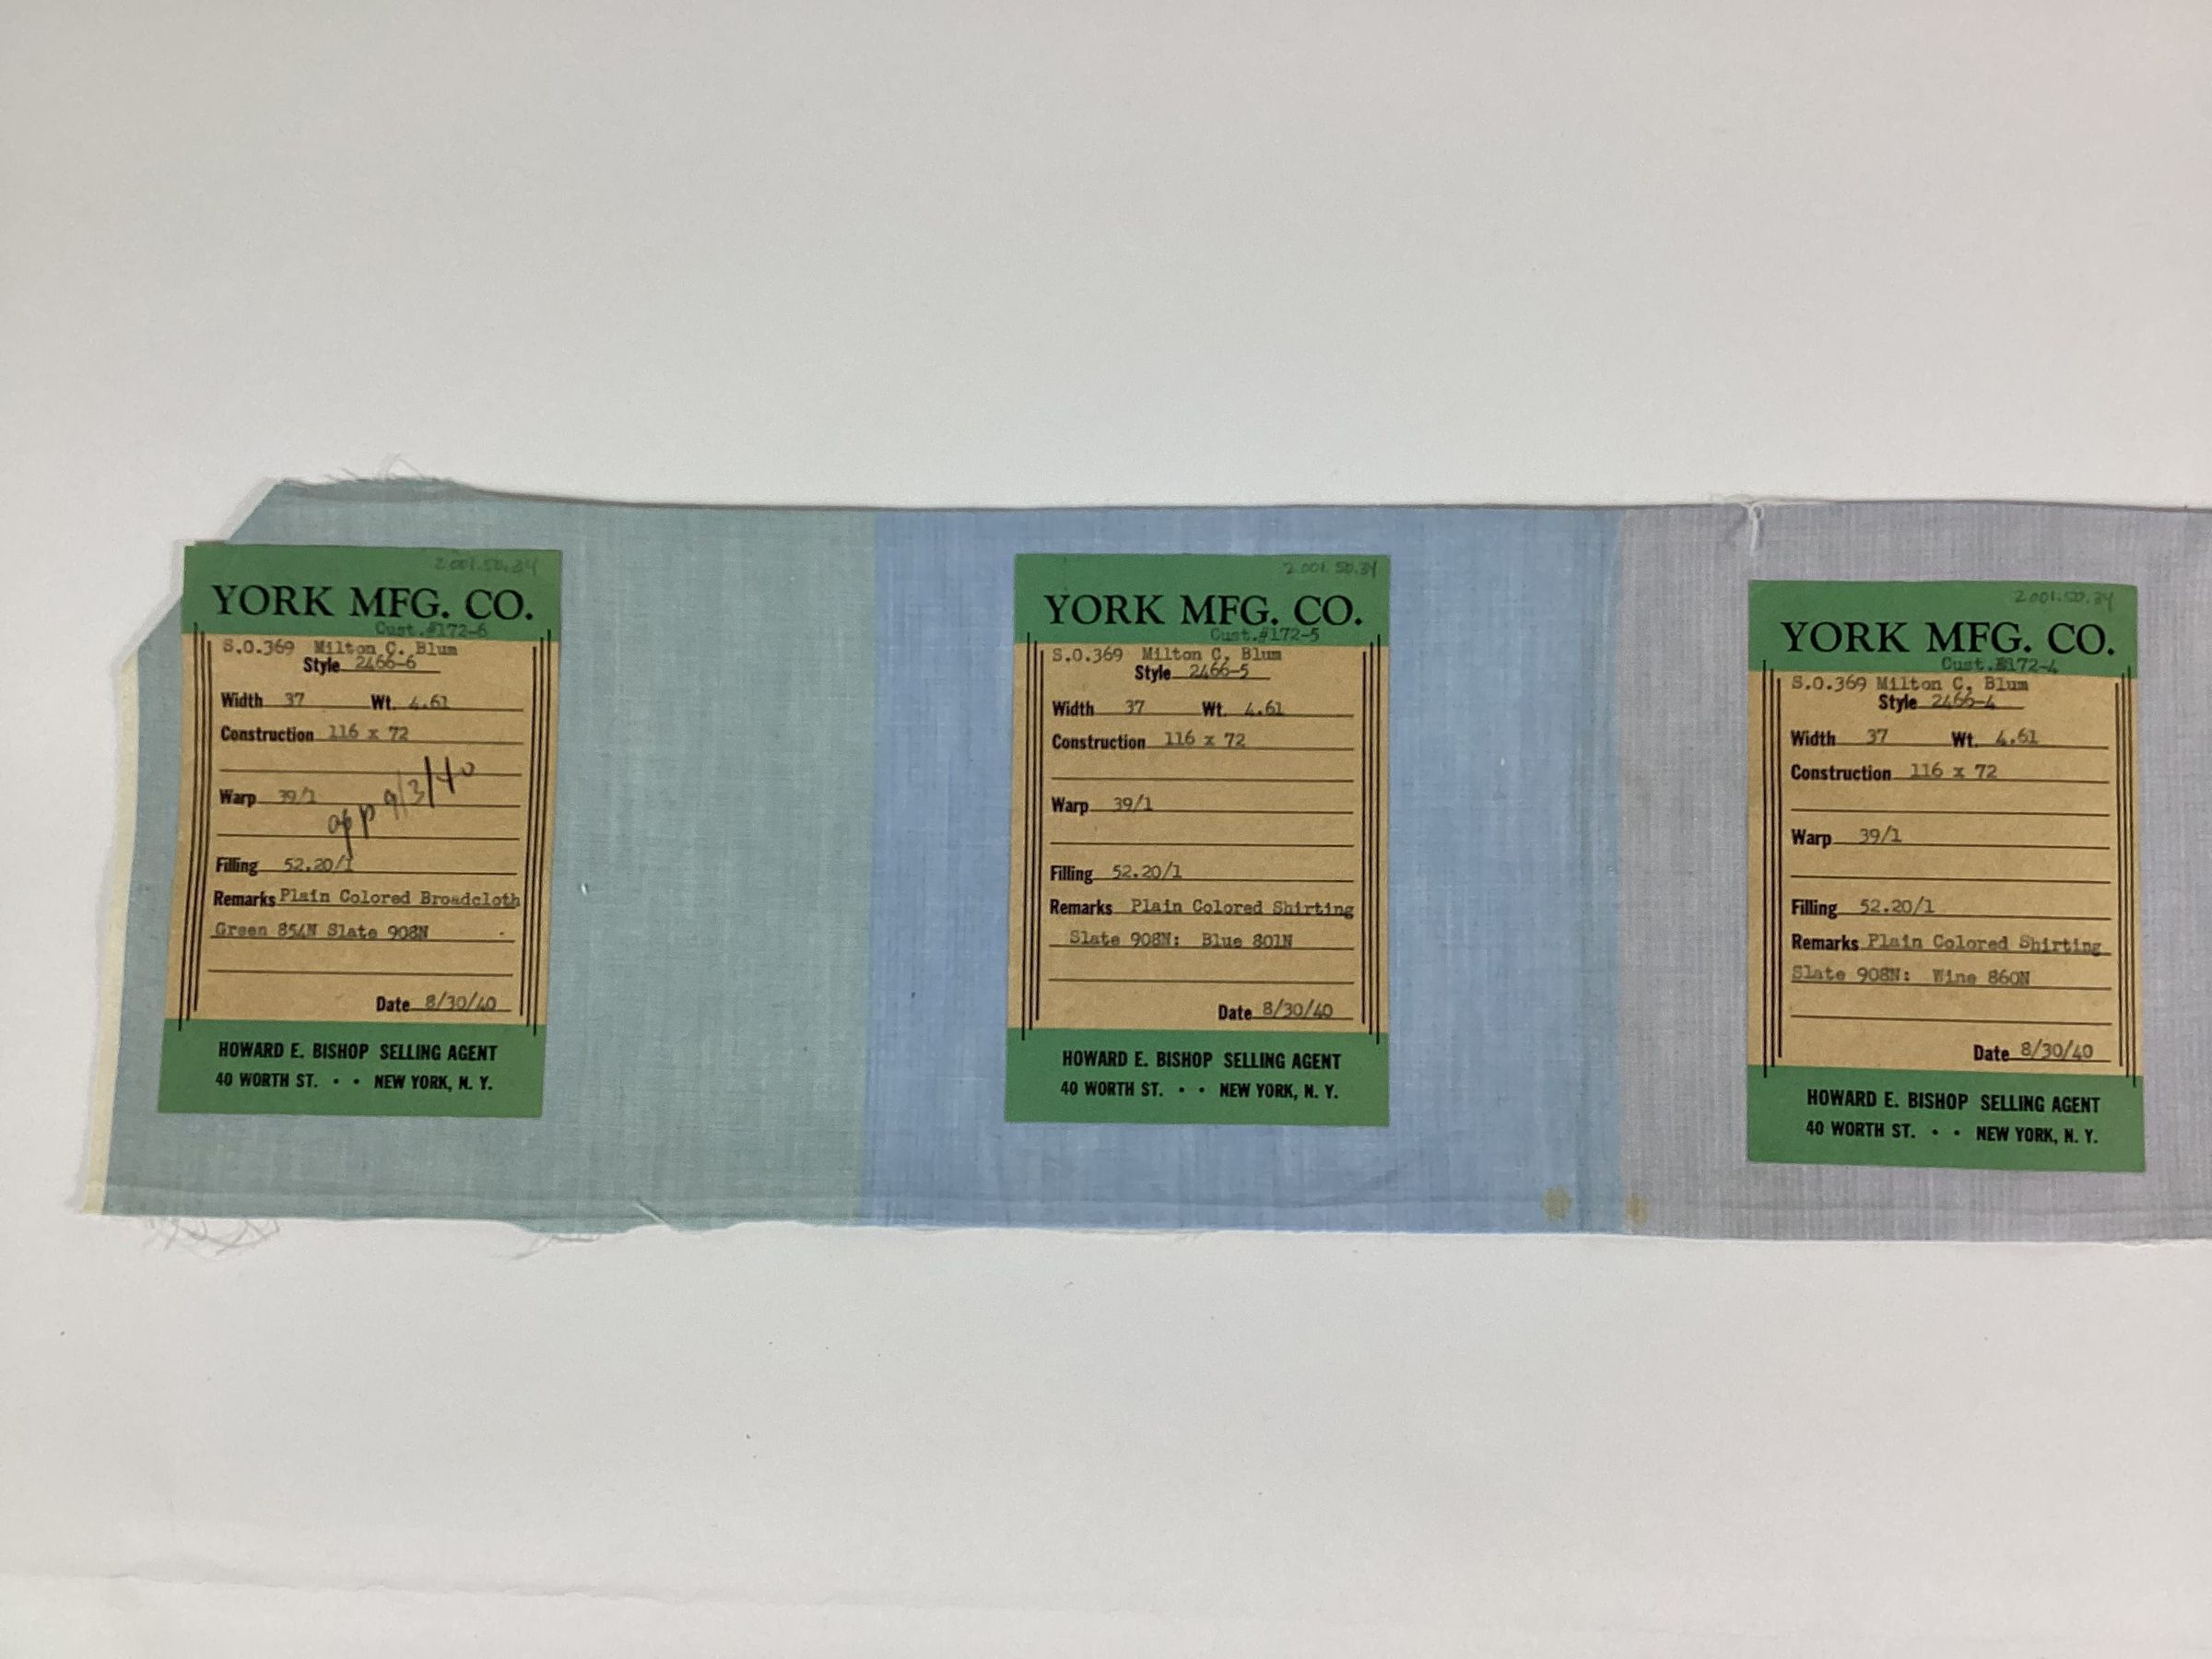 2001.50.34
YORK MFG. CO.
Cust.#172-6
S.O.369 Milton C. Blum
Style 2466-6
Width 37 Wt. 4.61
Construction 116 x 72
Warp 39/1
app 9/3/40
Filling 52.20/1
Remarks Plain Colored Broadcloth
Green 854N Slate 908N
Date 8/30/40
HOWARD E. BISHOP SELLING AGENT
40 WORTH ST. • • NEW YORK, N. Y.
2001.50.34
YORK MFG. CO.
Cust.#172-5
S.O.369 Milton C. Blum
Style 2466-5
Width 37 Wt. 4.61
Construction 116 x 72
Warp 39/1
Filling 52.20/1
Remarks Plain Colored Shirting
Slate 908N: Blue 801N
Date 8/30/40
HOWARD E. BISHOP SELLING AGENT
40 WORTH ST. • • NEW YORK, N. Y.
2001.50.34
YORK MFG. CO.
Cust.#172-4
S.O.369 Milton C. Blum
Style 2466-4
Width 37 Wt. 4.61
Construction 116 x 72
Warp 39/1
Filling 52.20/1
Remarks Plain Colored Shirting
Slate 908N: Wine 860N
Date 8/30/40
HOWARD E. BISHOP SELLING AGENT
40 WORTH ST. • • NEW YORK, N. Y.